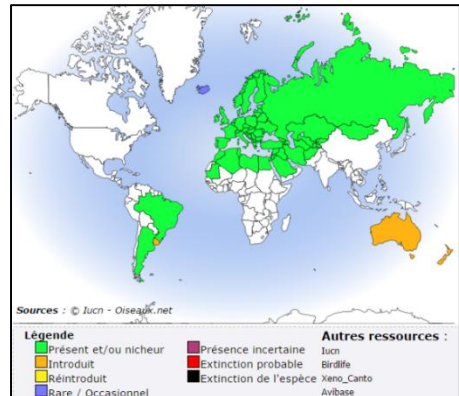 Sources : © Iucn - Oiseaux.net
Légende
Présent et/ou nicheur
Introduit
Réintroduit
Rare / Occasionnel
Présence incertaine
Extinction probable
Extinction de l'espèce
Autres ressources :
Iucn
Birdlife
Xeno_Canto
Avibase